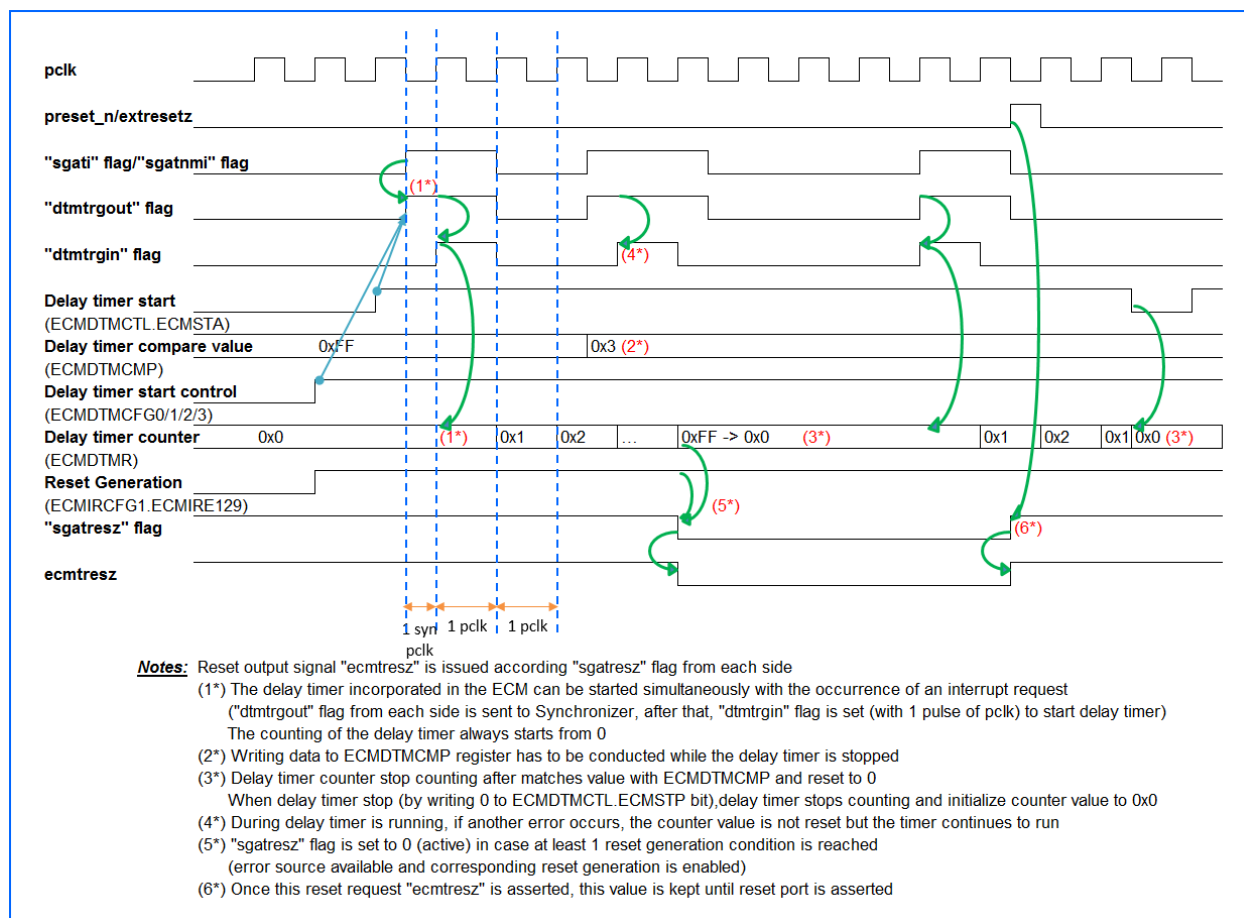 pclk
preset_n/extresetz
"sgati" flag/"sgatnmi" flag
(1*)
"dtmtrgout" flag
"dtmtrgin" flag
(4*)
Delay timer start
(ECMDTMCTL.ECMSTA)
Delay timer compare value
0xFF
0x3 (2*)
(ECMDTMCMP)
Delay timer start control
(ECMDTMCFG0/1/2/3)
Delay timer counter
0x0
(1*)
0x1
0x2
...
0xFF -> 0x0
(3*)
0x1
0x2
0x1
0x0 (3*)
(ECMDTMR)
Reset Generation
(ECMIRCFG1.ECMIRE129)
(5*)
"sgatresz" flag
(6*)
ecmtresz
1 syn
pclk
1 pclk
1 pclk
Notes: Reset output signal "ecmtresz" is issued according "sgatresz" flag from each side
(1*) The delay timer incorporated in the ECM can be started simultaneously with the occurrence of an interrupt request
("dtmtrgout" flag from each side is sent to Synchronizer, after that, "dtmtrgin" flag is set (with 1 pulse of pclk) to start delay timer)
The counting of the delay timer always starts from 0
(2*) Writing data to ECMDTMCMP register has to be conducted while the delay timer is stopped
(3*) Delay timer counter stop counting after matches value with ECMDTMCMP and reset to 0
When delay timer stop (by writing 0 to ECMDTMCTL.ECMSTP bit),delay timer stops counting and initialize counter value to 0x0
(4*) During delay timer is running, if another error occurs, the counter value is not reset but the timer continues to run
(5*) "sgatresz" flag is set to 0 (active) in case at least 1 reset generation condition is reached
(error source available and corresponding reset generation is enabled)
(6*) Once this reset request "ecmtresz" is asserted, this value is kept until reset port is asserted